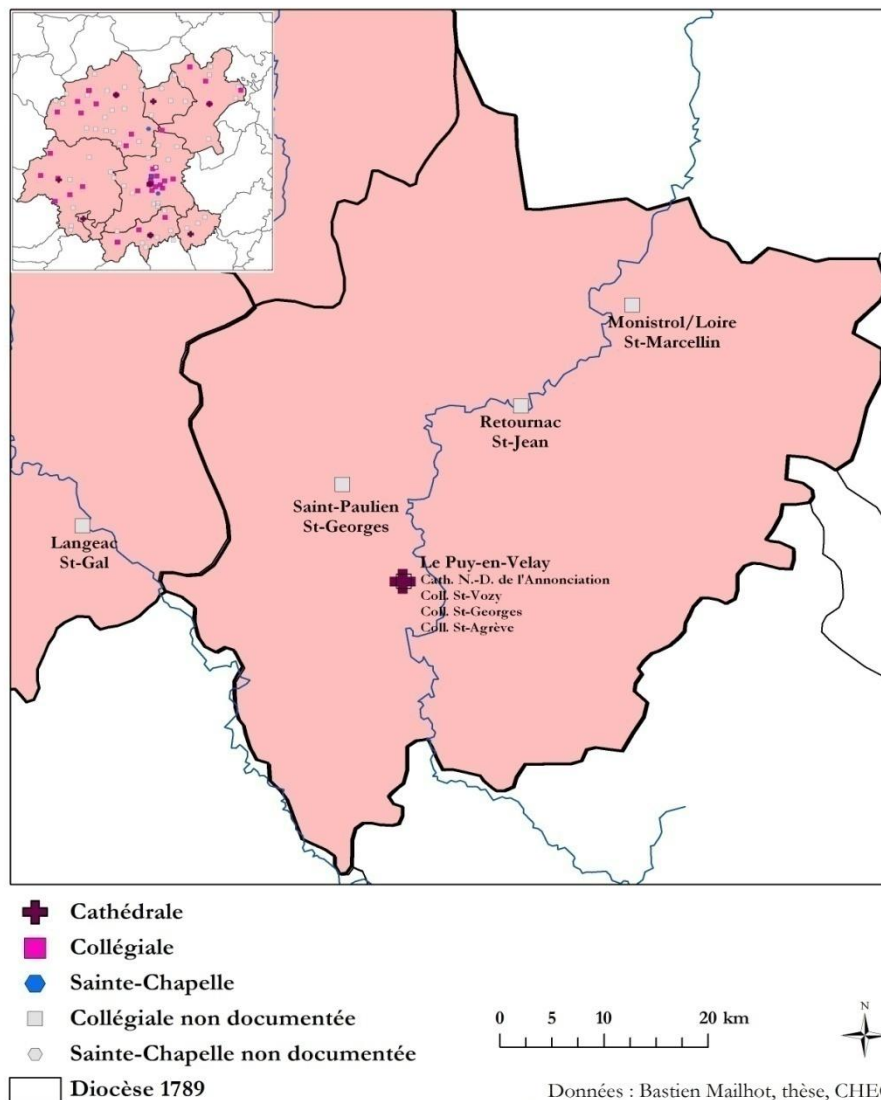 Monistrol/Loire
St-Marcellin
Retournac
St-Jean
Saint-Paulien
St-Georges
Langeac
St-Gal
Le Puy-en-Velay
Cath. N.-D. de l'Annonciation
Coll. St-Vozy
Coll. St-Georges
Coll. St-Agrève
Cathédrale
Collégiale
Sainte-Chapelle
Collégiale non documentée
Sainte-Chapelle non documentée
Diocèse 1789
0 5 10 20 km
N
Données : Bastien Mailhot, thèse, CHEC